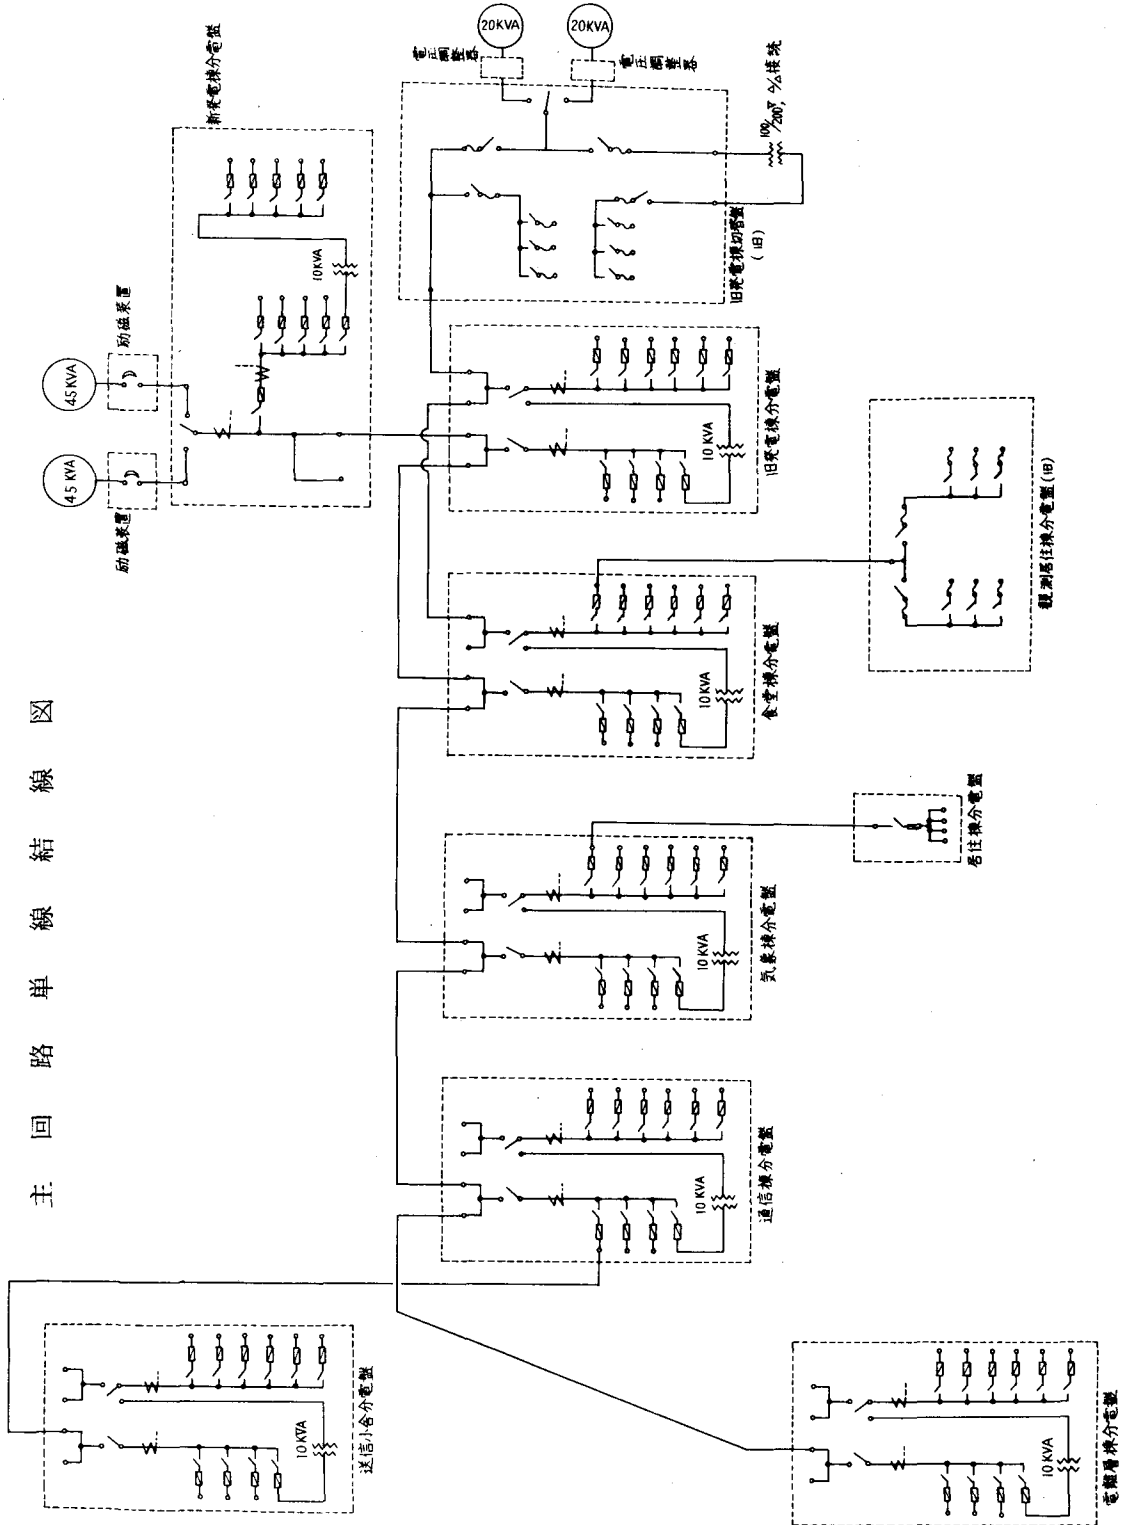 主回路単線結線図
20KVA
20KVA
電圧調整器
電圧調整器
100/200V, 人/△接続
旧発電棟切替盤
(旧)
新発電棟分電盤
10KVA
45KVA
45KVA
励磁装置
励磁装置
10KVA
旧発電棟分電盤
10KVA
食堂棟分電盤
観測居住棟分電盤(旧)
居住棟分電盤
10KVA
気象棟分電盤
10KVA
通信棟分電盤
10KVA
送信小舎分電盤
10KVA
電離層棟分電盤